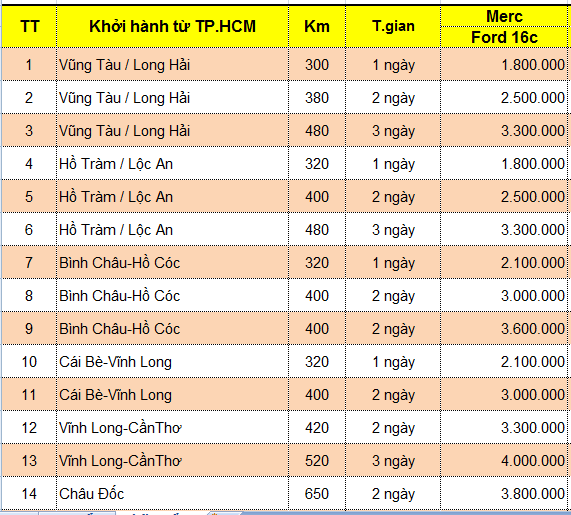 TT Khởi hành từ TP.HCM Km T.gian Merc
Ford 16c
1 Vũng Tàu / Long Hải 300 1 ngày 1.800.000
2 Vũng Tàu / Long Hải 380 2 ngày 2.500.000
3 Vũng Tàu / Long Hải 480 3 ngày 3.300.000
4 Hồ Tràm / Lộc An 320 1 ngày 1.800.000
5 Hồ Tràm / Lộc An 400 2 ngày 2.500.000
6 Hồ Tràm / Lộc An 480 3 ngày 3.300.000
7 Bình Châu-Hồ Cóc 320 1 ngày 2.100.000
8 Bình Châu-Hồ Cóc 400 2 ngày 3.000.000
9 Bình Châu-Hồ Cóc 400 2 ngày 3.600.000
10 Cái Bè-Vĩnh Long 320 1 ngày 2.100.000
11 Cái Bè-Vĩnh Long 400 2 ngày 3.000.000
12 Vĩnh Long-CầnThơ 420 2 ngày 3.300.000
13 Vĩnh Long-CầnThơ 520 3 ngày 4.000.000
14 Châu Đốc 650 2 ngày 3.800.000